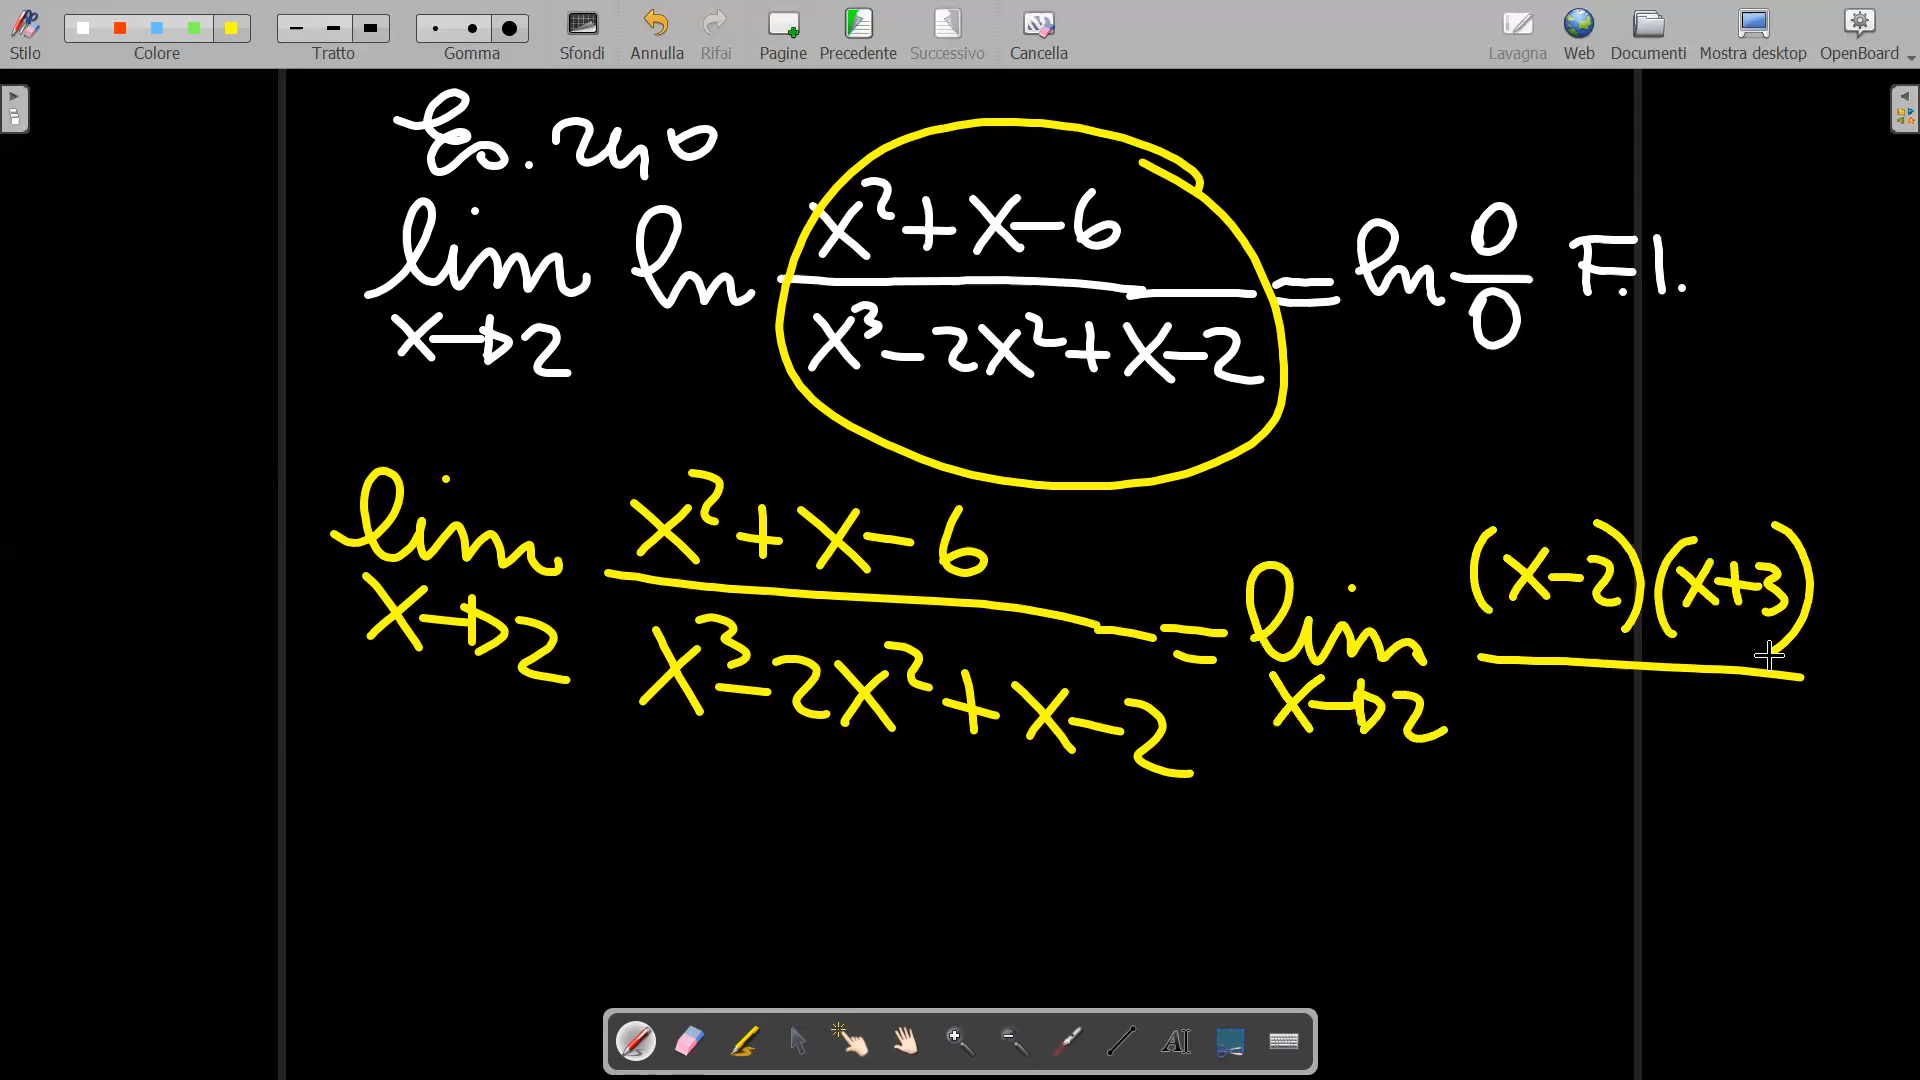 Stilo Colore Tratto Gomma Sfondi Annulla Rifai Pagine Precedente Successivo Cancella Lavagna Web Documenti Mostra desktop OpenBoard
Es. 240
lim x→2 ln (x²+x-6)/(x³-2x²+x-2) = ln 0/0 F.I.
lim x→2 (x²+x-6)/(x³-2x²+x-2) = lim x→2 (x-2)(x+3)
AI